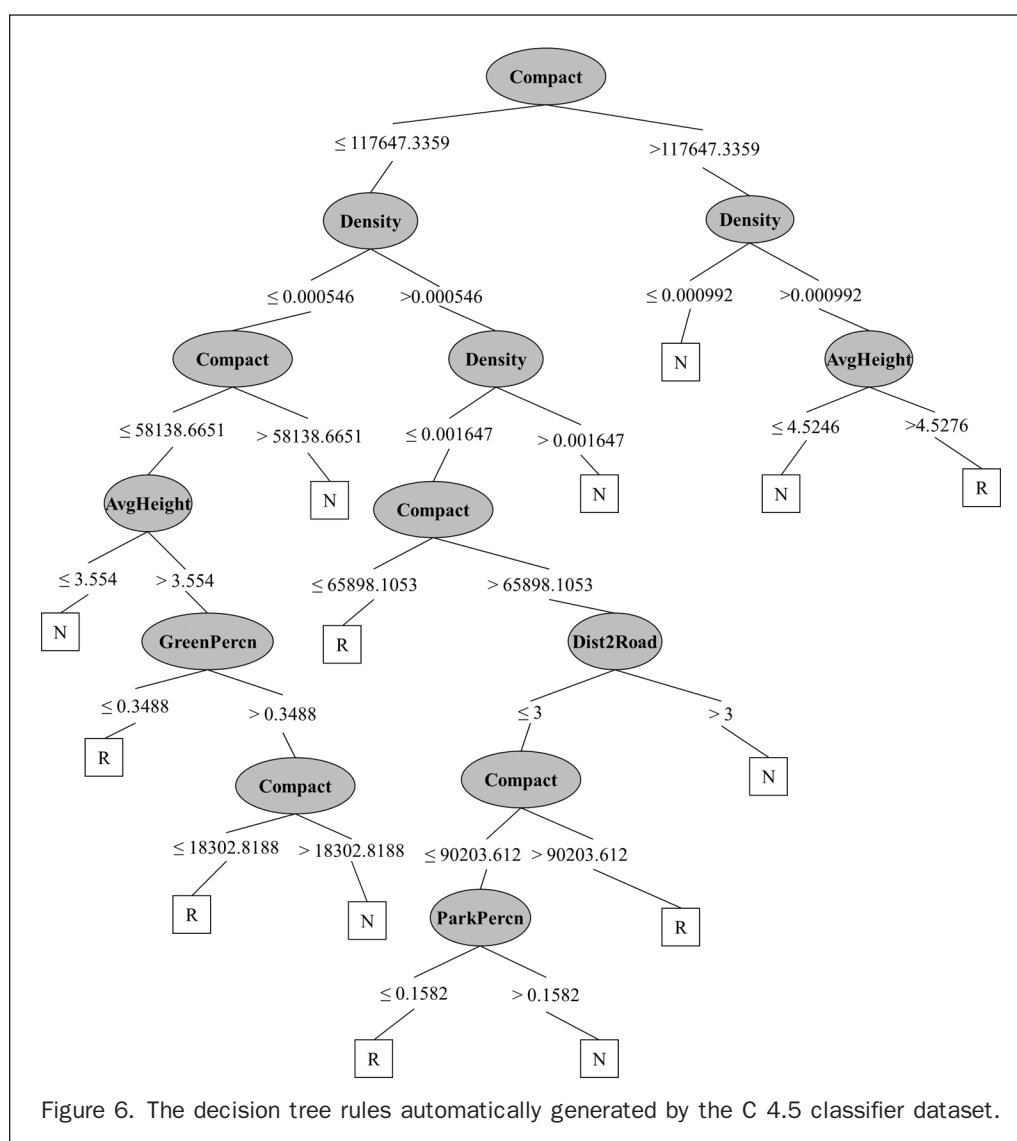 Compact
≤ 117647.3359 >117647.3359
Density Density
≤ 0.000546 >0.000546 ≤ 0.000992 >0.000992
N
Compact Density AvgHeight
≤ 58138.6651 > 58138.6651 ≤ 0.001647 > 0.001647 ≤ 4.5246 >4.5276
AvgHeight N Compact N N R
≤ 3.554 > 3.554 ≤ 65898.1053 > 65898.1053
N GreenPercn R Dist2Road
≤ 0.3488 > 0.3488 ≤ 3 > 3
R Compact Compact N
≤ 18302.8188 > 18302.8188 ≤ 90203.612 > 90203.612
R N ParkPercn R
≤ 0.1582 > 0.1582
R N
Figure 6. The decision tree rules automatically generated by the C 4.5 classifier dataset.